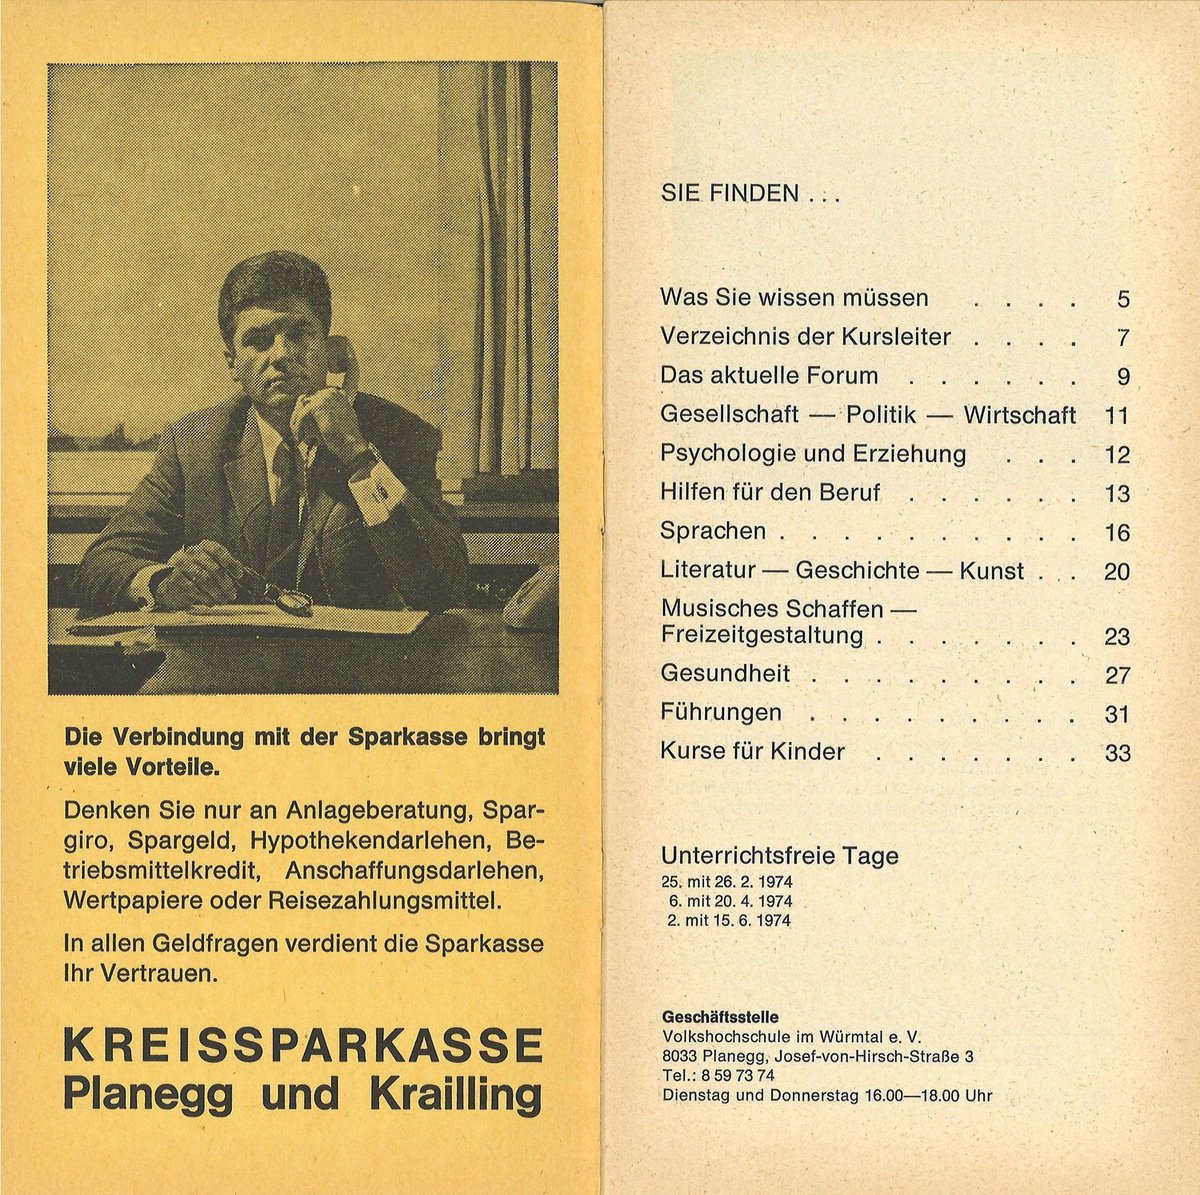 Die Verbindung mit der Sparkasse bringt
viele Vorteile.
Denken Sie nur an Anlageberatung, Spar-
giro, Spargeld, Hypothekendarlehen, Be-
triebsmittelkredit, Anschaffungsdarlehen,
Wertpapiere oder Reisezahlungsmittel.
In allen Geldfragen verdient die Sparkasse
Ihr Vertrauen.
KREISSPARKASSE
Planegg und Krailling
SIE FINDEN . . .
Was Sie wissen müssen . . . . 5
Verzeichnis der Kursleiter . . . . 7
Das aktuelle Forum . . . . . . 9
Gesellschaft — Politik — Wirtschaft 11
Psychologie und Erziehung . . . 12
Hilfen für den Beruf . . . . . . 13
Sprachen . . . . . . . . . . 16
Literatur — Geschichte — Kunst . . . 20
Musisches Schaffen —
Freizeitgestaltung . . . . . . . 23
Gesundheit . . . . . . . . . 27
Führungen . . . . . . . . . 31
Kurse für Kinder . . . . . . . 33
Unterrichtsfreie Tage
25. mit 26. 2. 1974
6. mit 20. 4. 1974
2. mit 15. 6. 1974
Geschäftsstelle
Volkshochschule im Würmtal e. V.
8033 Planegg, Josef-von-Hirsch-Straße 3
Tel.: 8 59 73 74
Dienstag und Donnerstag 16.00—18.00 Uhr